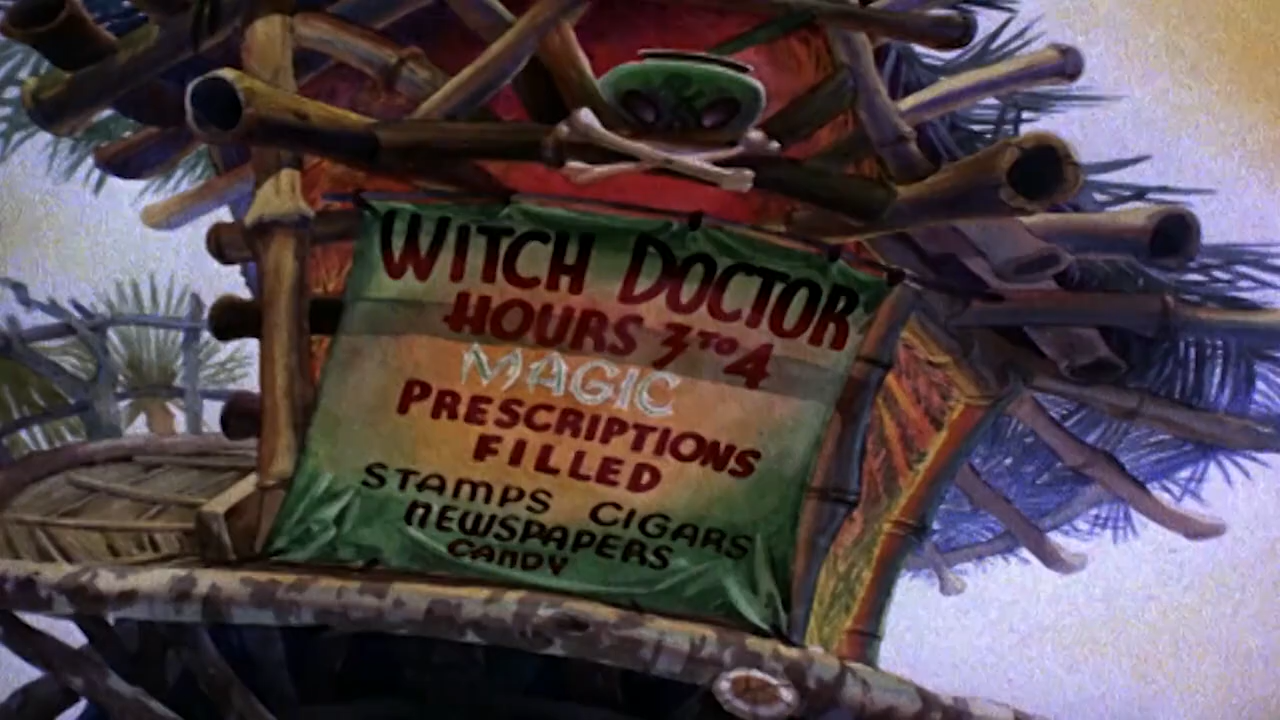 WITCH DOCTOR
HOURS 3 TO 4
MAGIC
PRESCRIPTIONS
FILLED
STAMPS CIGARS
NEWSPAPERS
CANDY